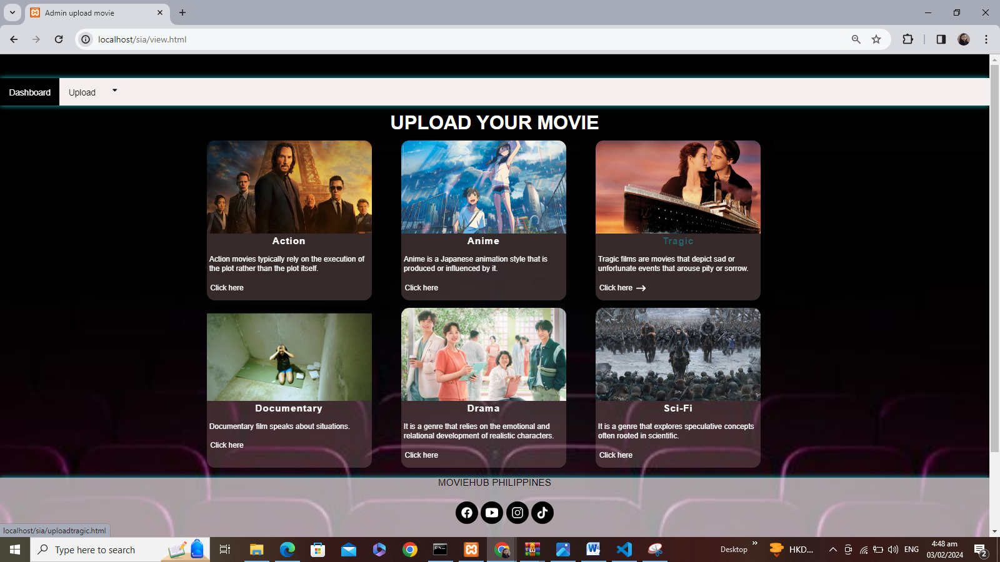 Admin upload movie
localhost/sia/view.html
Dashboard
Upload
UPLOAD YOUR MOVIE
Action
Action movies typically rely on the execution of
the plot rather than the plot itself.
Click here
Anime
Anime is a Japanese animation style that is
produced or influenced by it.
Click here
Tragic
Tragic films are movies that depict sad or
unfortunate events that arouse pity or sorrow.
Click here →
Documentary
Documentary film speaks about situations.
Click here
Drama
It is a genre that relies on the emotional and
relational development of realistic characters.
Click here
Sci-Fi
It is a genre that explores speculative concepts
often rooted in scientific.
Click here
MOVIEHUB PHILIPPINES
localhost/sia/uploadtragic.html
Type here to search
Desktop
HKD...
ENG
4:48 am
03/02/2024
2